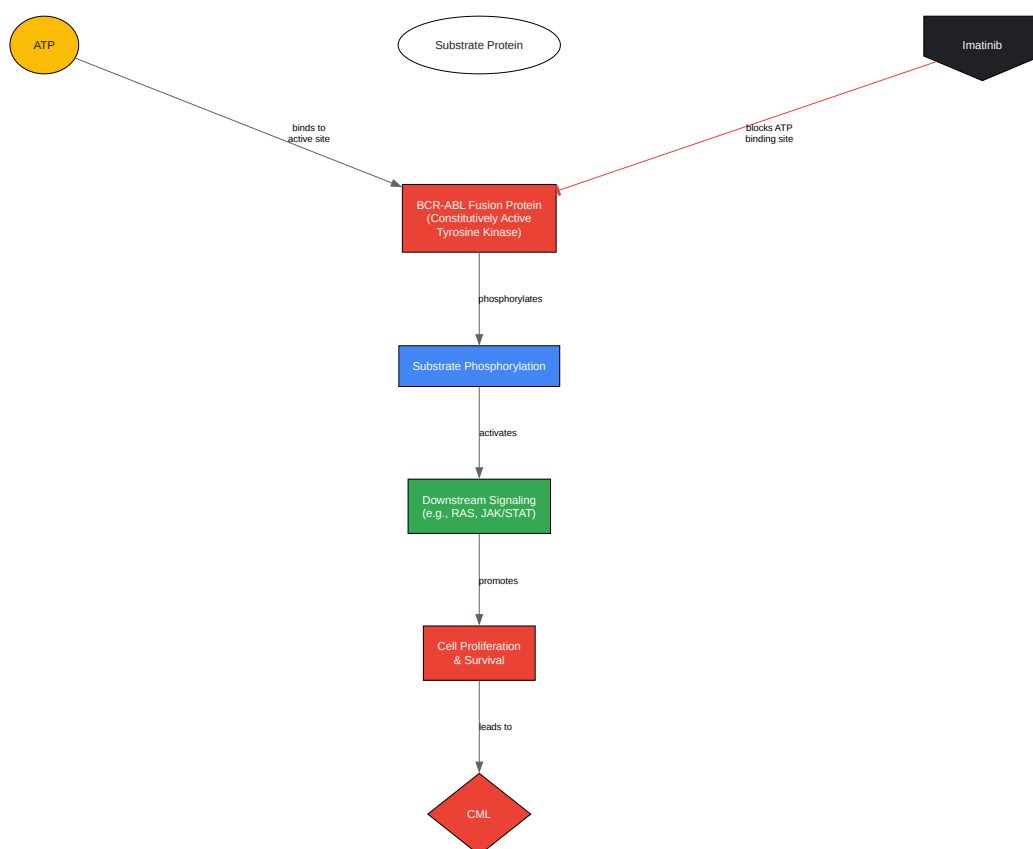 ATP
Substrate Protein
Imatinib
binds to
active site
blocks ATP
binding site
BCR-ABL Fusion Protein
(Constitutively Active
Tyrosine Kinase)
phosphorylates
Substrate Phosphorylation
activates
Downstream Signaling
(e.g., RAS, JAK/STAT)
promotes
Cell Proliferation
& Survival
leads to
CML